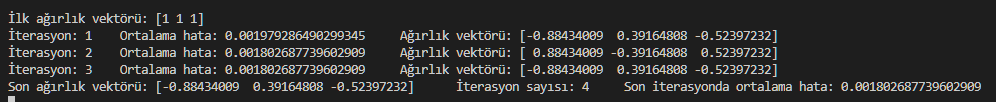 İlk ağırlık vektörü: [1 1 1]
İterasyon: 1    Ortalama hata: 0.001979286490299345    Ağırlık vektörü: [-0.88434009  0.39164808 -0.52397232]
İterasyon: 2    Ortalama hata: 0.001802687739602909    Ağırlık vektörü: [ 0.88434009 -0.39164808  0.52397232]
İterasyon: 3    Ortalama hata: 0.001802687739602909    Ağırlık vektörü: [-0.88434009  0.39164808 -0.52397232]
Son ağırlık vektörü: [-0.88434009  0.39164808 -0.52397232]    İterasyon sayısı: 4    Son iterasyonda ortalama hata: 0.001802687739602909